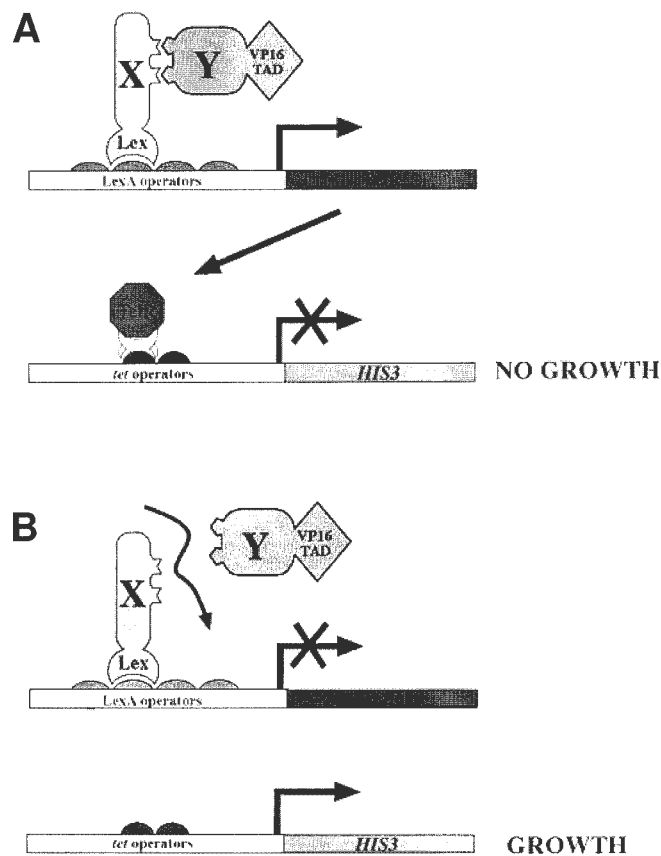 A
X
Y
VP16
TAD
Lex
LexA operators
tet operators
HIS3
NO GROWTH
B
X
Y
VP16
TAD
Lex
LexA operators
tet operators
HIS3
GROWTH